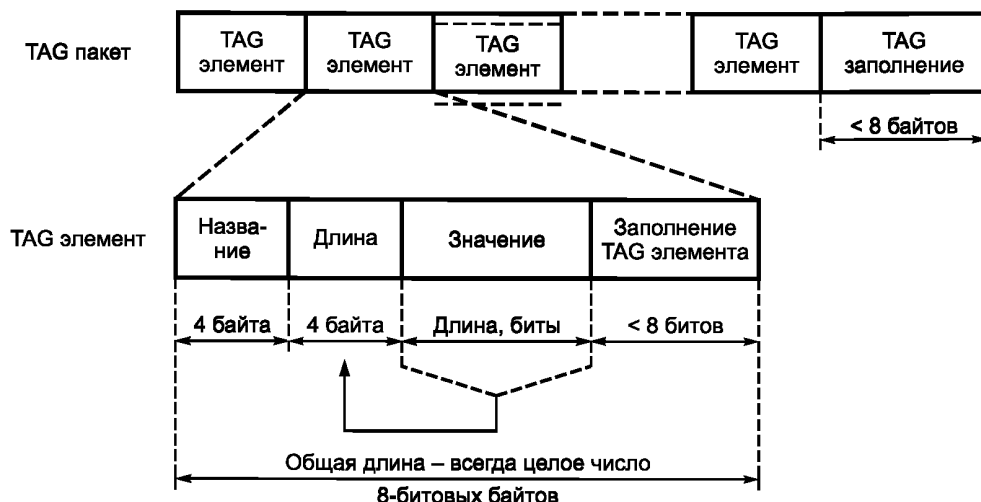 TAG пакет
TAG
элемент
TAG
элемент
TAG
элемент
TAG
элемент
TAG
заполнение
< 8 байтов
TAG элемент
Назва-
ние
Длина
Значение
Заполнение
TAG элемента
4 байта
4 байта
Длина, биты
< 8 битов
Общая длина – всегда целое число
8-битовых байтов